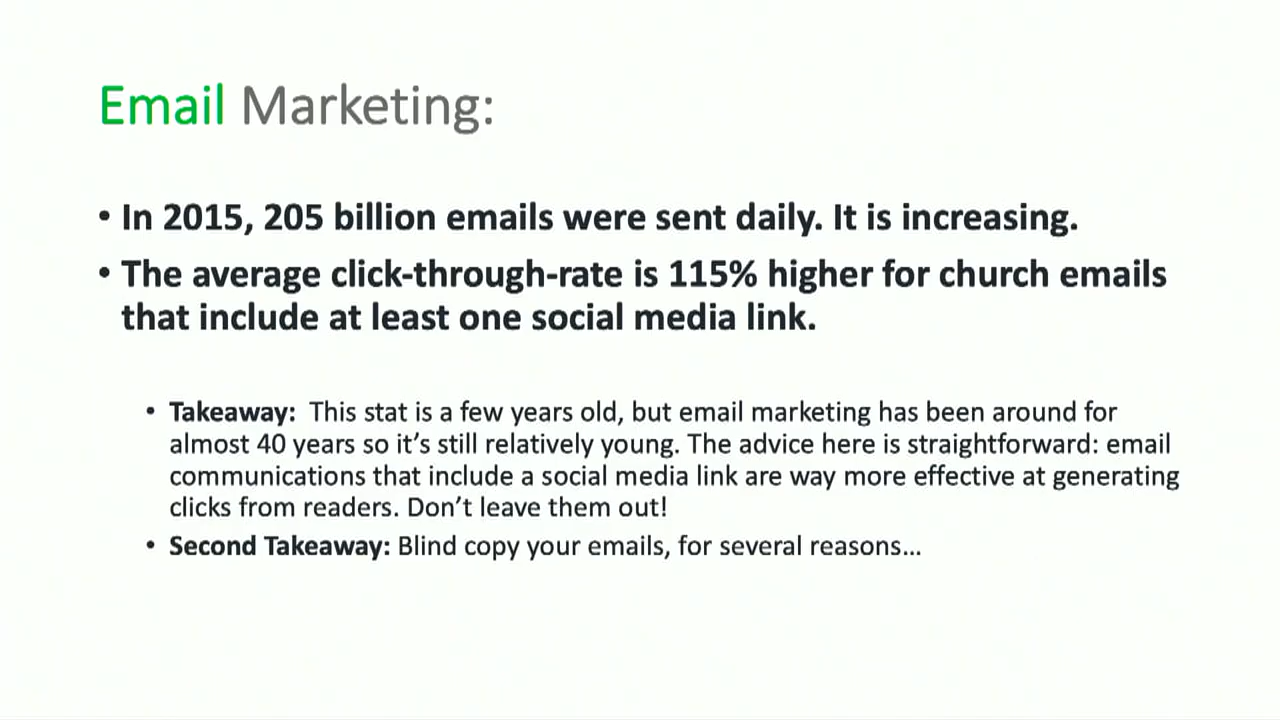 Email Marketing:
• In 2015, 205 billion emails were sent daily. It is increasing.
• The average click-through-rate is 115% higher for church emails
that include at least one social media link.
• Takeaway:  This stat is a few years old, but email marketing has been around for
almost 40 years so it’s still relatively young. The advice here is straightforward: email
communications that include a social media link are way more effective at generating
clicks from readers. Don’t leave them out!
• Second Takeaway: Blind copy your emails, for several reasons…